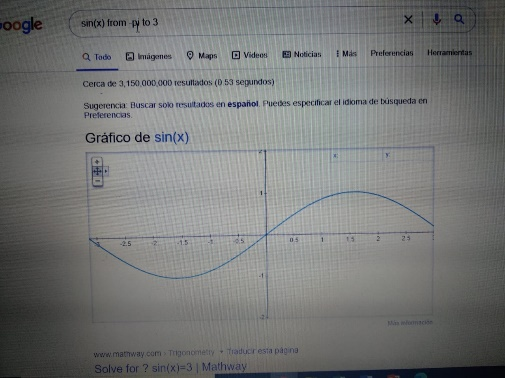 oogle
sin(x) from -pi to 3
Todo Imágenes Maps Vídeos Noticias Más Preferencias Herramientas
Cerca de 3,150,000,000 resultados (0.53 segundos)
Sugerencia: Buscar solo resultados en español. Puedes especificar el idioma de búsqueda en
Preferencias.
Gráfico de sin(x)
x: y:
1
-2.5 -2 -1.5 -1 -0.5 0.5 1 1.5 2 2.5
-1
-2
Más información
www.mathway.com › Trigonometry Traducir esta página
Solve for ? sin(x)=3 | Mathway